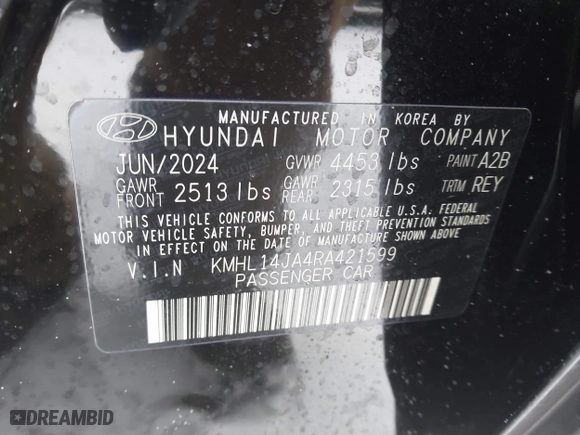 MANUFACTURED IN KOREA BY
HYUNDAI MOTOR COMPANY
JUN/2024 GVWR 4453 lbs PAINT A2B
GAWR FRONT 2513 lbs GAWR REAR 2315 lbs TRTM REY
THIS VEHICLE CONFORMS TO ALL APPLICABLE U.S.A. FEDERAL
MOTOR VEHICLE SAFETY, BUMPER, AND THEFT PREVENTION STANDARDS
IN EFFECT ON THE DATE OF MANUFACTURE SHOWN ABOVE
V.I.N KMHL14JA4RA421599
PASSENGER CAR
DREAMBID